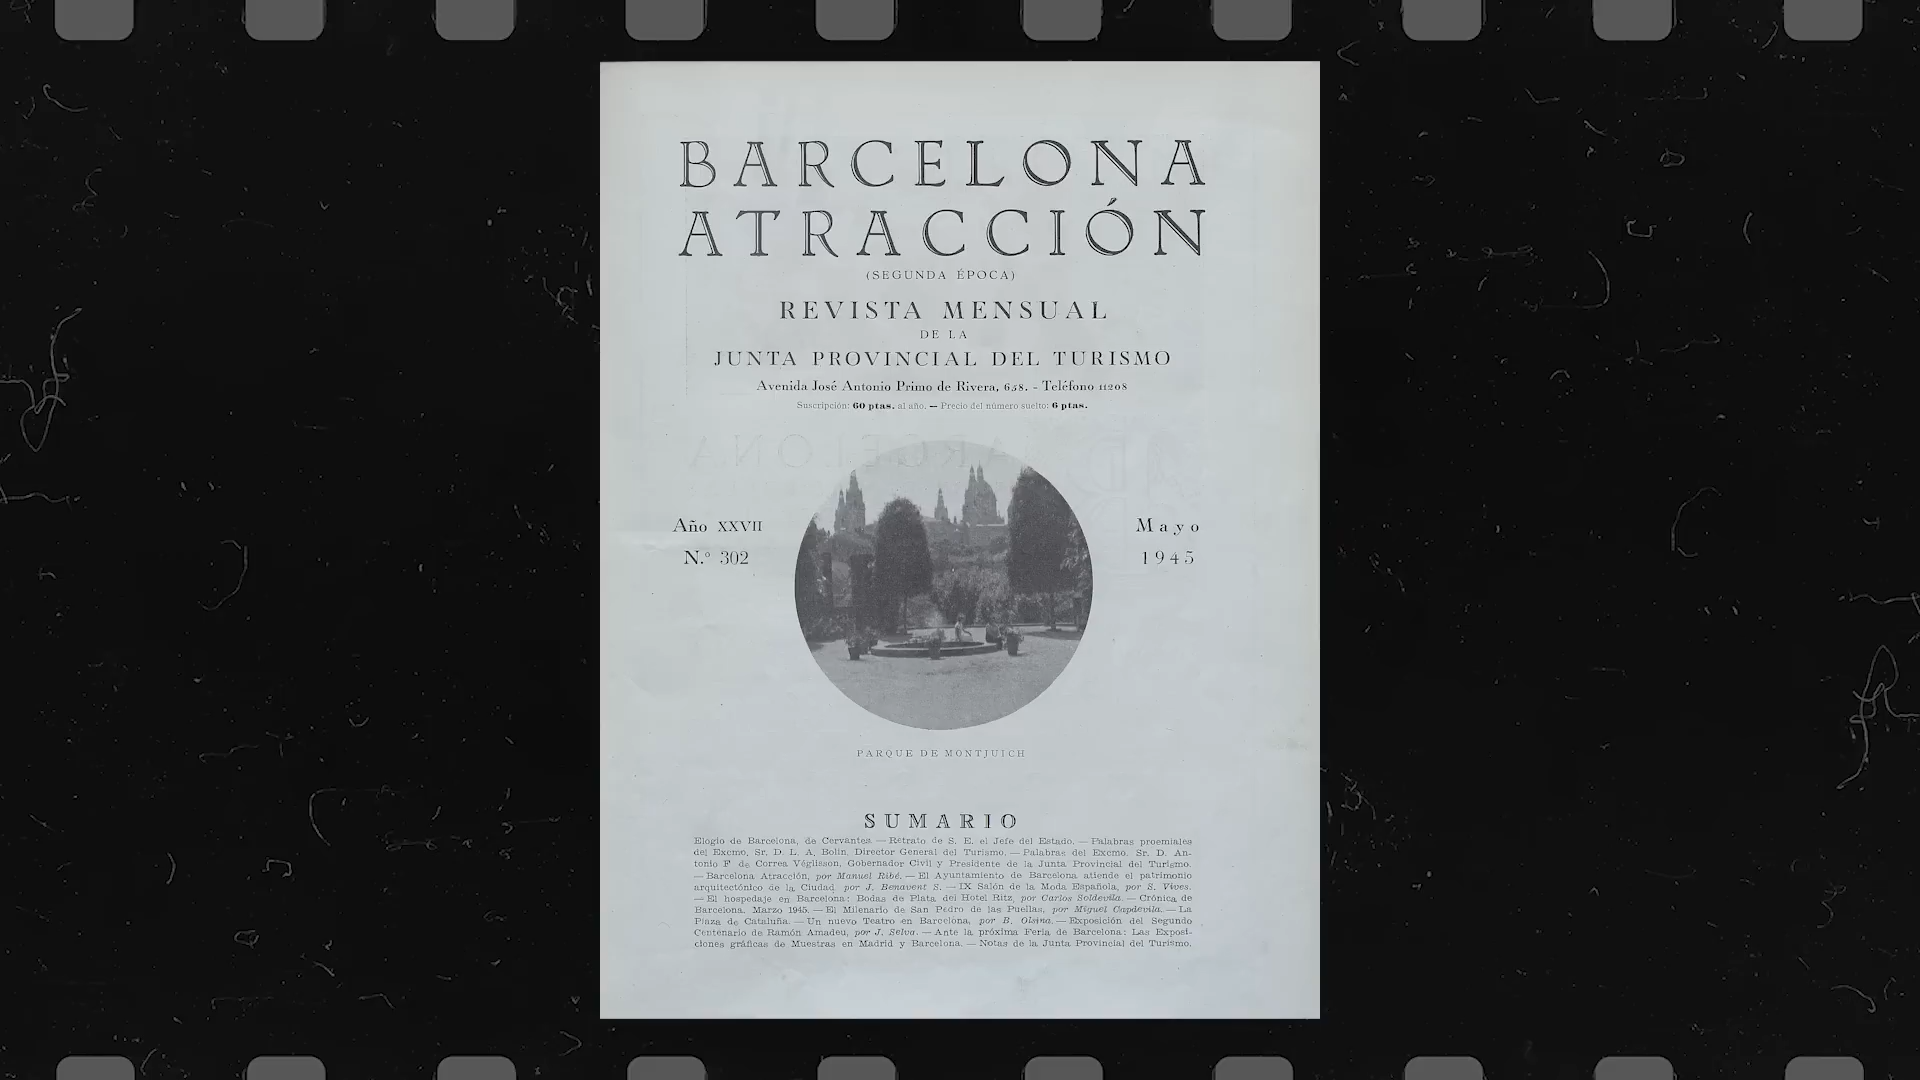 BARCELONA
ATRACCIÓN
(SEGUNDA ÉPOCA)
REVISTA MENSUAL
DE LA
JUNTA PROVINCIAL DEL TURISMO
Avenida José Antonio Primo de Rivera, 658. - Teléfono 11208
Suscripción: 60 ptas. al año. — Precio del número suelto: 6 ptas.
Año XXVII
N.º 302
Mayo
1945
PARQUE DE MONTJUICH
SUMARIO
Elogio de Barcelona, de Cervantes. — Retrato de S. E. el Jefe del Estado. — Palabras proemiales
del Excmo. Sr. D. L. A. Bolín, Director General del Turismo. — Palabras del Excmo. Sr. D. An-
tonio F de Correa Véglisson, Gobernador Civil y Presidente de la Junta Provincial del Turismo.
— Barcelona Atracción, por Manuel Ribé. — El Ayuntamiento de Barcelona atiende el patrimonio
arquitectónico de la Ciudad por J. Benavent S. — IX Salón de la Moda Española, por S. Vives.
— El hospedaje en Barcelona: Bodas de Plata del Hotel Ritz, por Carlos Soldevila. — Crónica de
Barcelona. Marzo 1945. — El Milenario de San Pedro de las Puellas, por Miguel Capdevila. — La
Plaza de Cataluña. — Un nuevo Teatro en Barcelona, por B. Olsina. — Exposición del Segundo
Centenario de Ramón Amadeu, por J. Selva. — Ante la próxima Feria de Barcelona: Las Exposi-
ciones gráficas de Muestras en Madrid y Barcelona. — Notas de la Junta Provincial del Turismo.